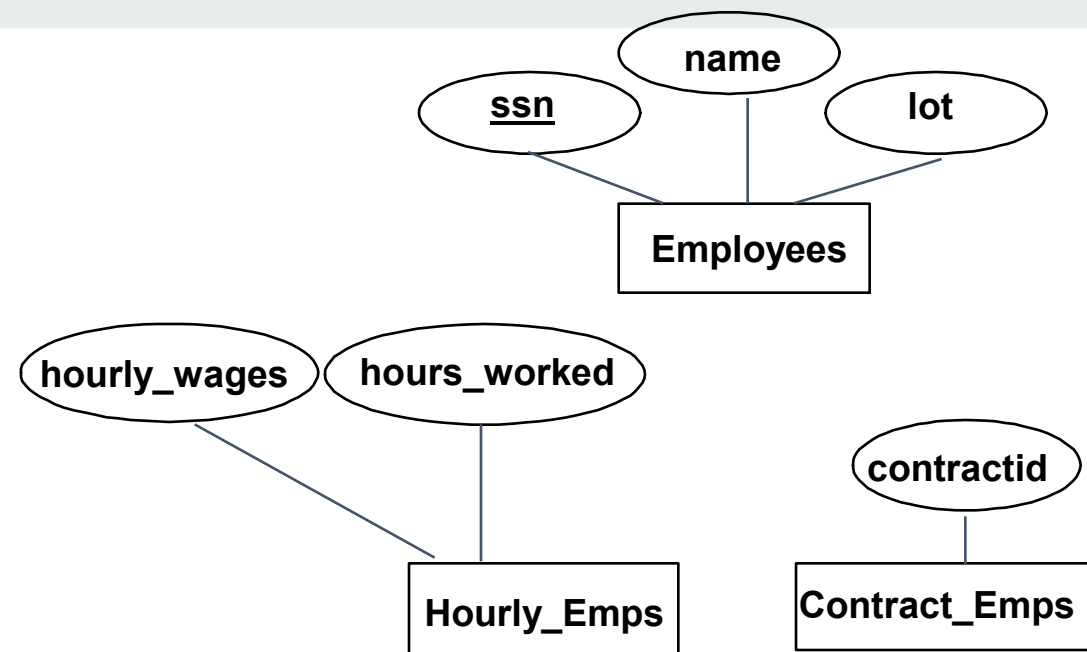 name
ssn
lot
Employees
hourly_wages
hours_worked
contractid
Hourly_Emps
Contract_Emps